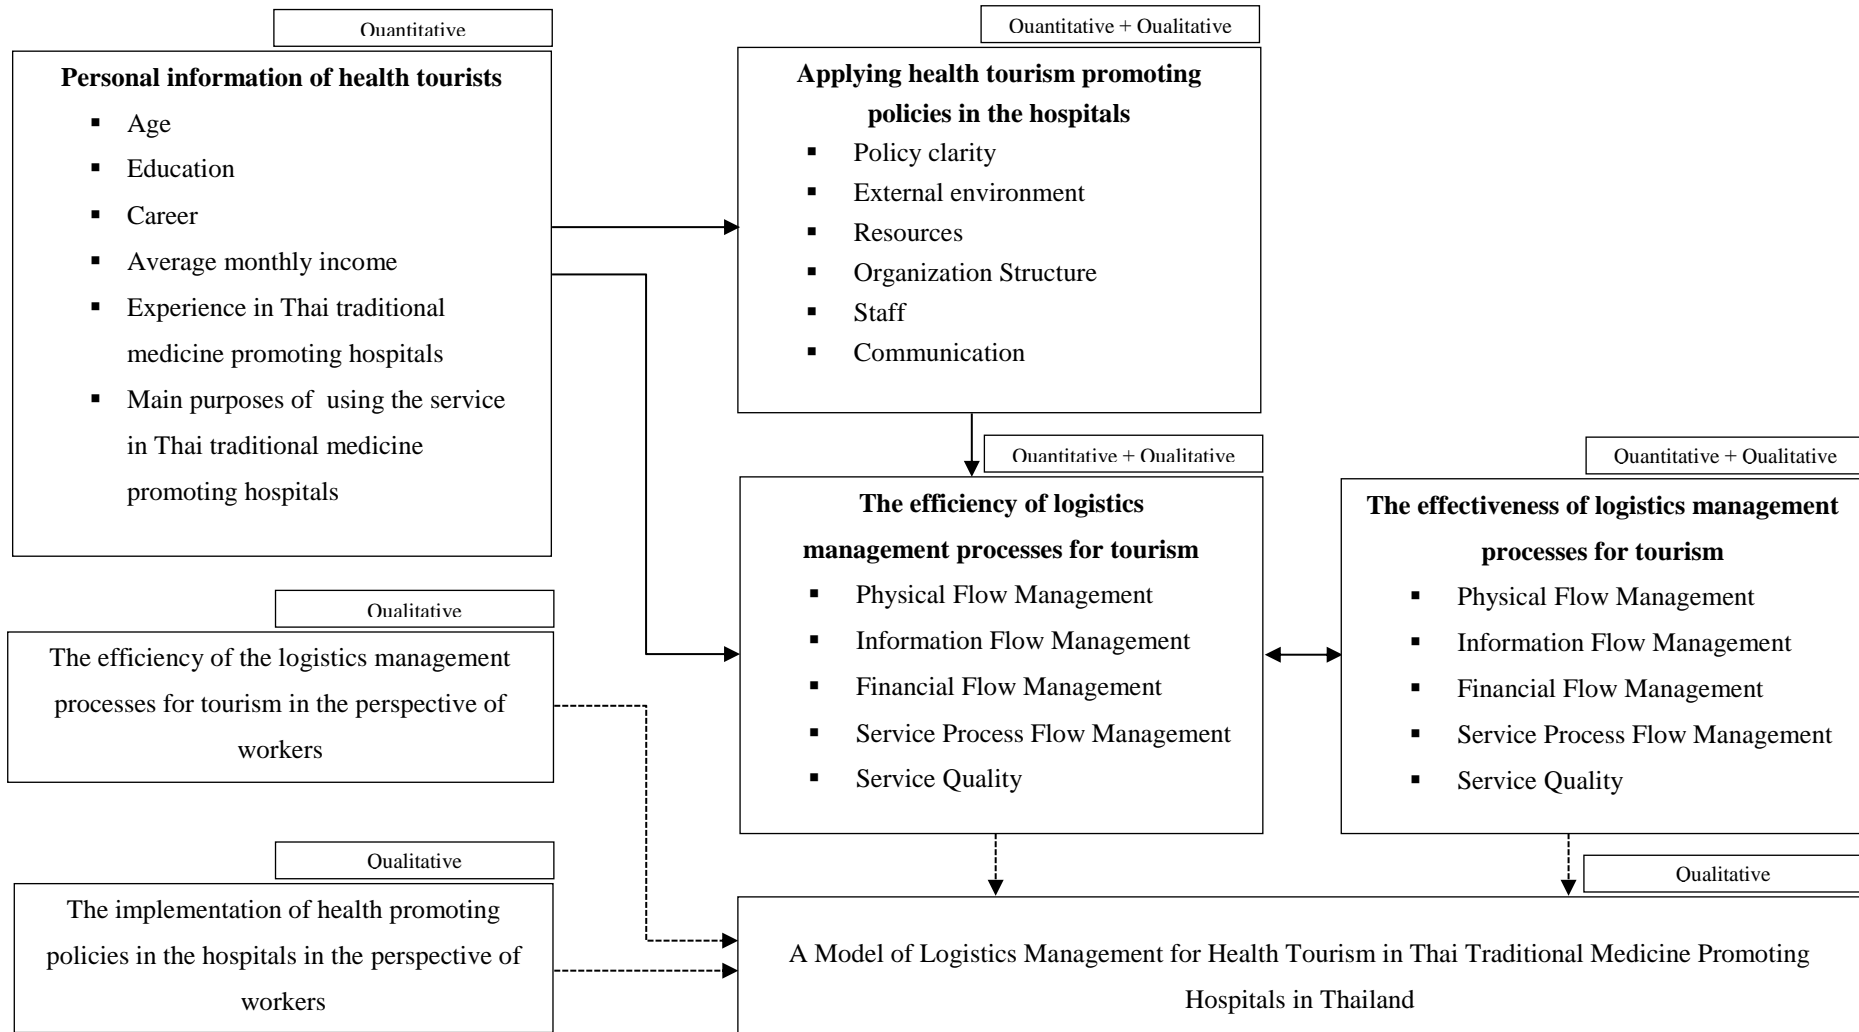 Quantitative
Personal information of health tourists
▪ Age
▪ Education
▪ Career
▪ Average monthly income
▪ Experience in Thai traditional
medicine promoting hospitals
▪ Main purposes of using the service
in Thai traditional medicine
promoting hospitals
Quantitative + Qualitative
Applying health tourism promoting
policies in the hospitals
▪ Policy clarity
▪ External environment
▪ Resources
▪ Organization Structure
▪ Staff
▪ Communication
Quantitative + Qualitative
The efficiency of logistics
management processes for tourism
▪ Physical Flow Management
▪ Information Flow Management
▪ Financial Flow Management
▪ Service Process Flow Management
▪ Service Quality
Quantitative + Qualitative
The effectiveness of logistics management
processes for tourism
▪ Physical Flow Management
▪ Information Flow Management
▪ Financial Flow Management
▪ Service Process Flow Management
▪ Service Quality
Qualitative
The efficiency of the logistics management
processes for tourism in the perspective of
workers
Qualitative
The implementation of health promoting
policies in the hospitals in the perspective of
workers
Qualitative
A Model of Logistics Management for Health Tourism in Thai Traditional Medicine Promoting
Hospitals in Thailand